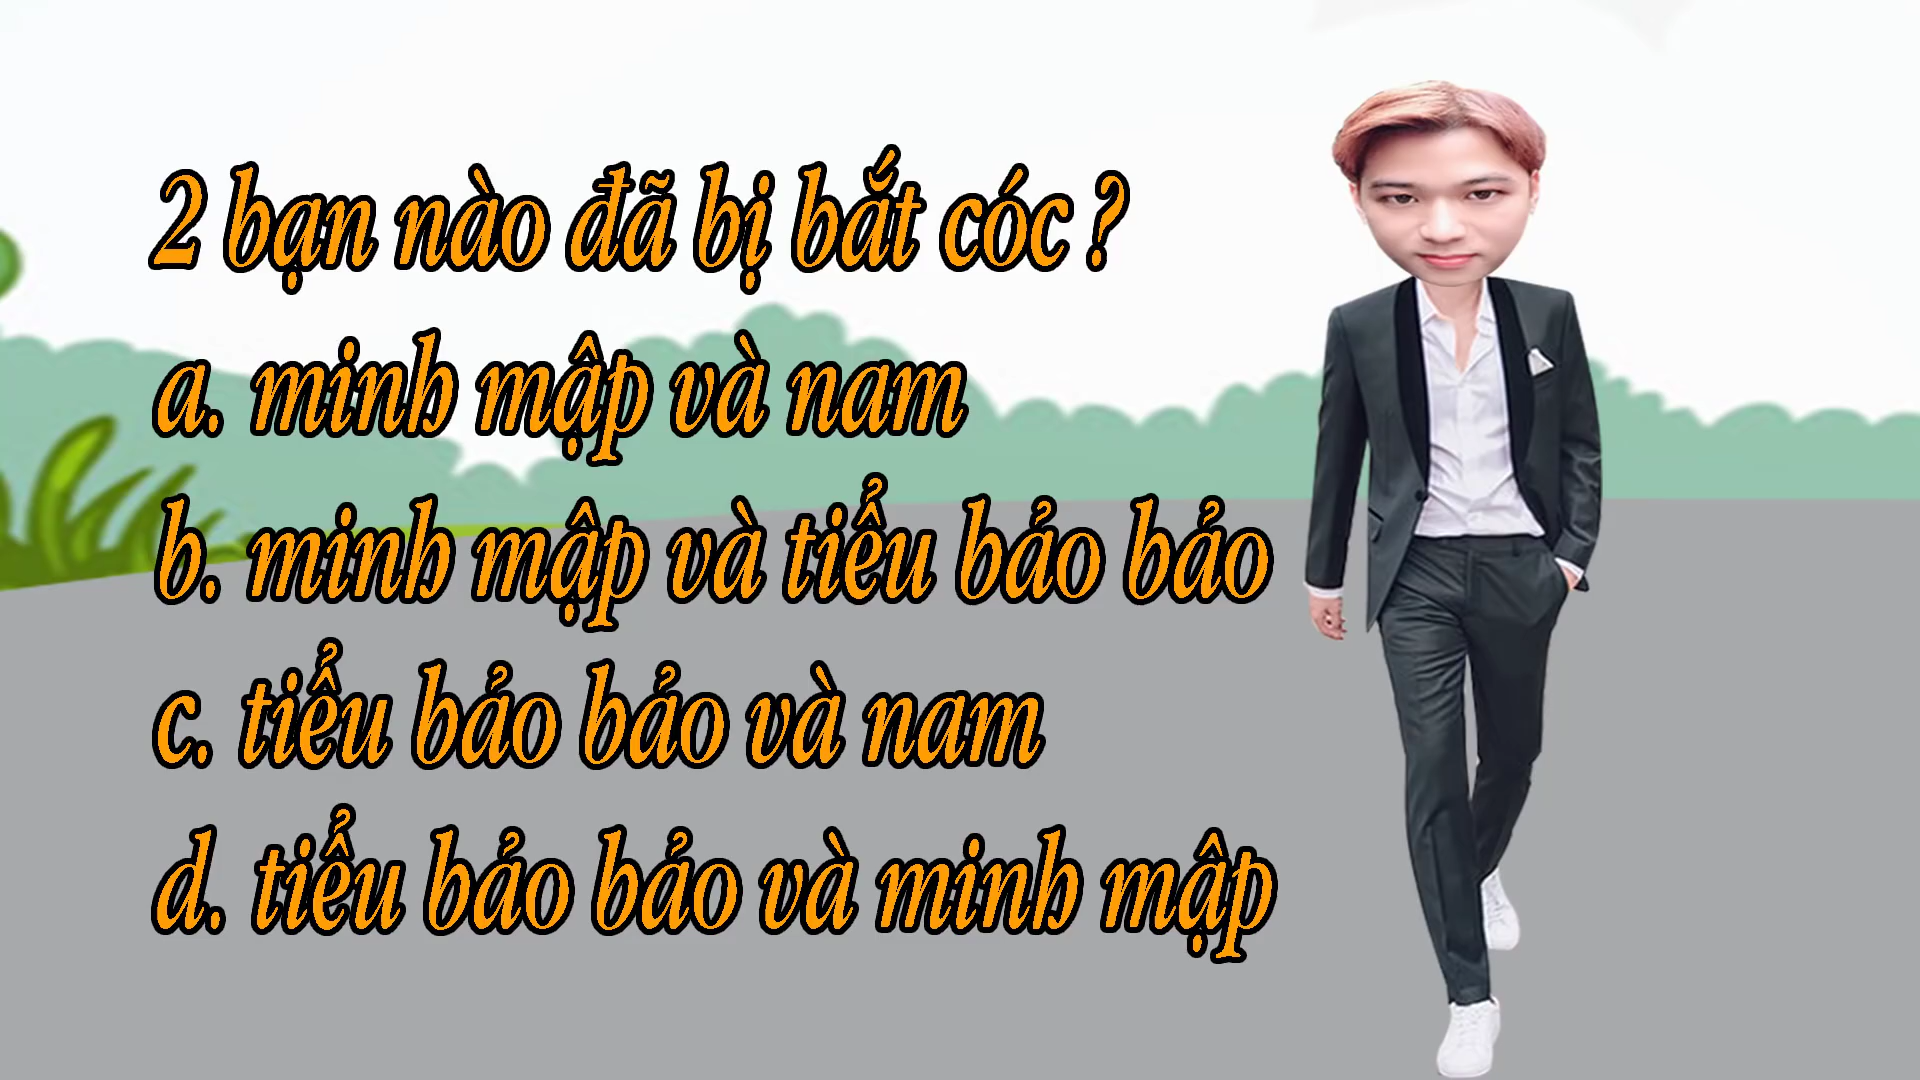 2 bạn nào đã bị bắt cóc ?
a. minh mập và nam
b. minh mập và tiểu bảo bảo
c. tiểu bảo bảo và nam
d. tiểu bảo bảo và minh mập